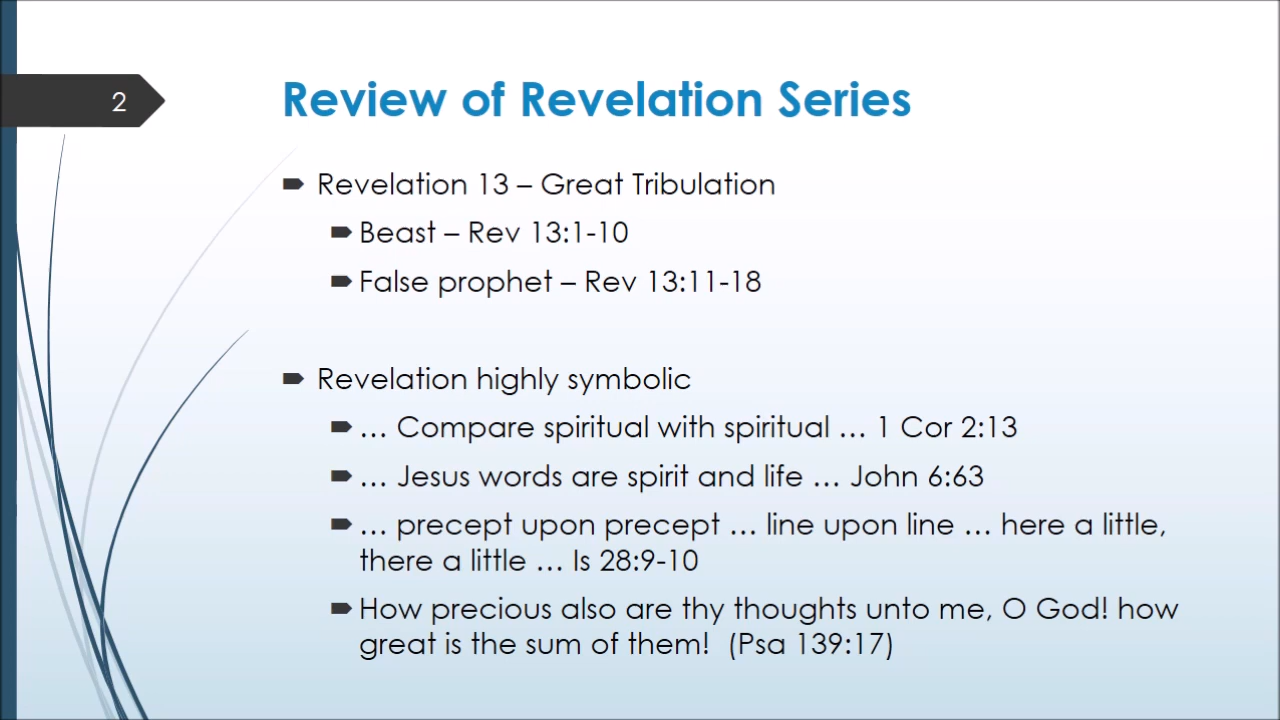 2
Review of Revelation Series
Revelation 13 – Great Tribulation
Beast – Rev 13:1-10
False prophet – Rev 13:11-18
Revelation highly symbolic
… Compare spiritual with spiritual … 1 Cor 2:13
… Jesus words are spirit and life … John 6:63
… precept upon precept … line upon line … here a little,
there a little … Is 28:9-10
How precious also are thy thoughts unto me, O God! how
great is the sum of them!  (Psa 139:17)